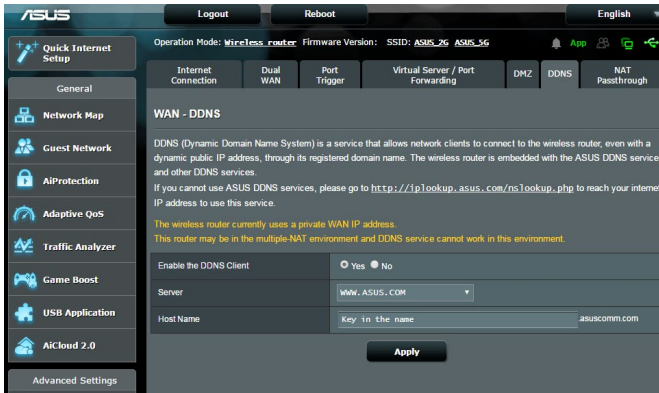 ASUS
Logout
Reboot
English
Quick Internet
Setup
Operation Mode: Wireless router Firmware Version: SSID: ASUS_2G ASUS_5G
App
General
Network Map
Guest Network
AiProtection
Adaptive QoS
Traffic Analyzer
Game Boost
USB Application
AiCloud 2.0
Advanced Settings
Internet
Connection
Dual
WAN
Port
Trigger
Virtual Server / Port
Forwarding
DMZ
DDNS
NAT
Passthrough
WAN - DDNS
DDNS (Dynamic Domain Name System) is a service that allows network clients to connect to the wireless router, even with a
dynamic public IP address, through its registered domain name. The wireless router is embedded with the ASUS DDNS service
and other DDNS services.
If you cannot use ASUS DDNS services, please go to http://iplookup.asus.com/nslookup.php to reach your internet
IP address to use this service.
The wireless router currently uses a private WAN IP address.
This router may be in the multiple-NAT environment and DDNS service cannot work in this environment.
Enable the DDNS Client
Yes No
Server
WWW.ASUS.COM
Host Name
Key in the name
.asuscomm.com
Apply